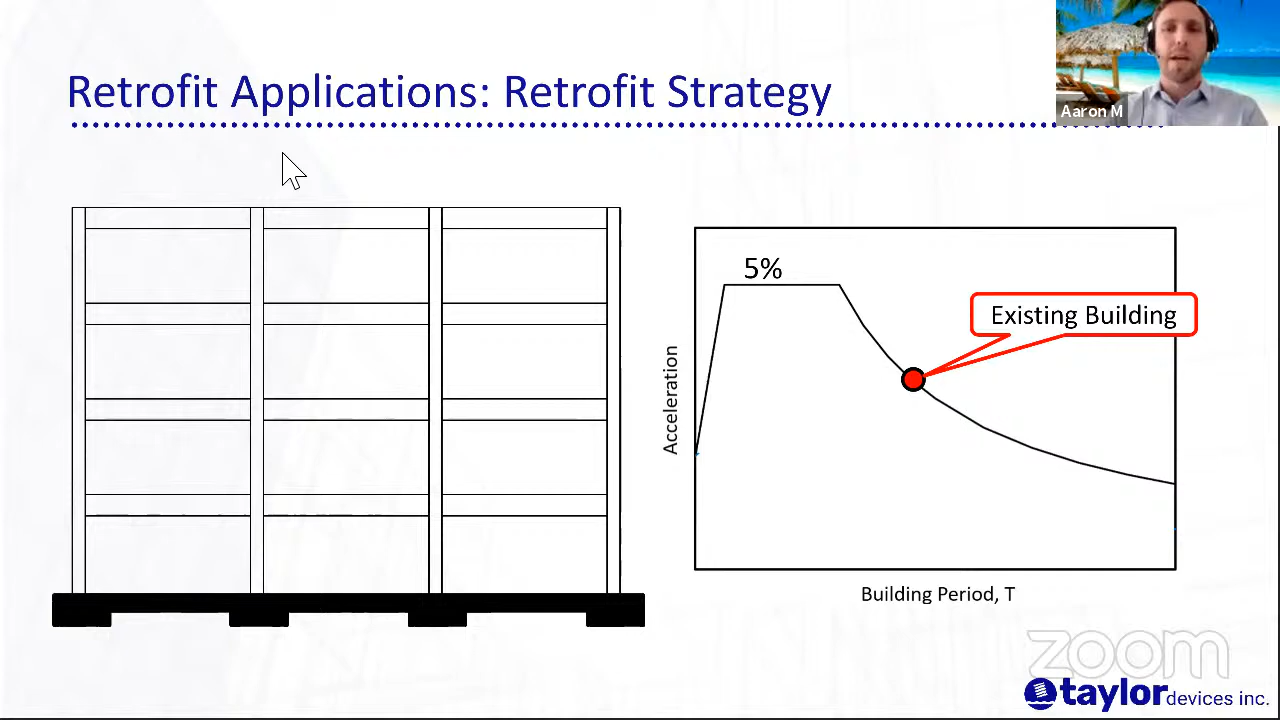 Retrofit Applications: Retrofit Strategy
Aaron M
5%
Existing Building
Acceleration
Building Period, T
zoom
taylor devices inc.